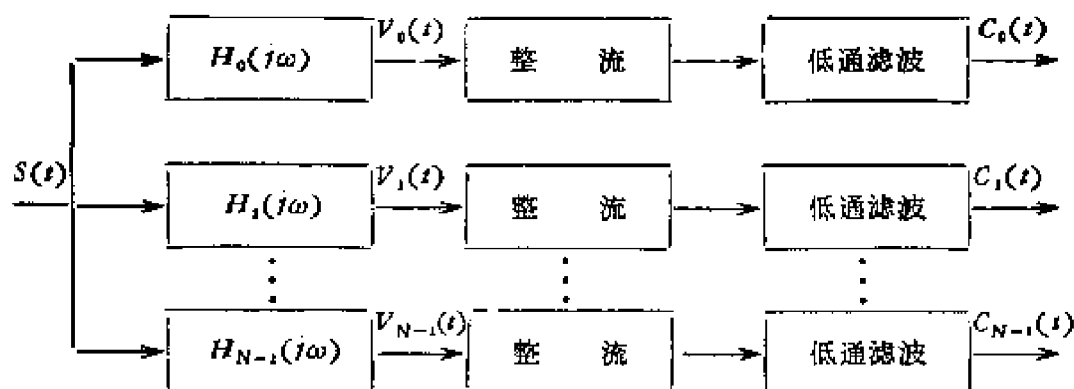 H₀(jω) V₀(t) 整 流 低通滤波 C₀(t)
S(t)
H₁(jω) V₁(t) 整 流 低通滤波 C₁(t)
H_{N-1}(jω) V_{N-1}(t) 整 流 低通滤波 C_{N-1}(t)